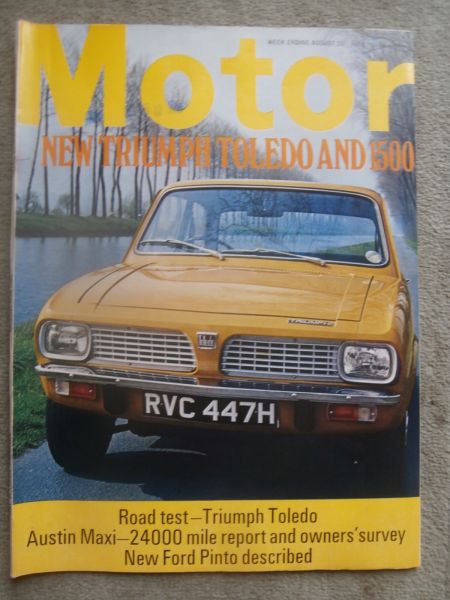 WEEK ENDING AUGUST
Motor
NEW TRIUMPH TOLEDO AND 1500
TRIUMPH
RVC 447H
Road test–Triumph Toledo
Austin Maxi–24000 mile report and owners' survey
New Ford Pinto described